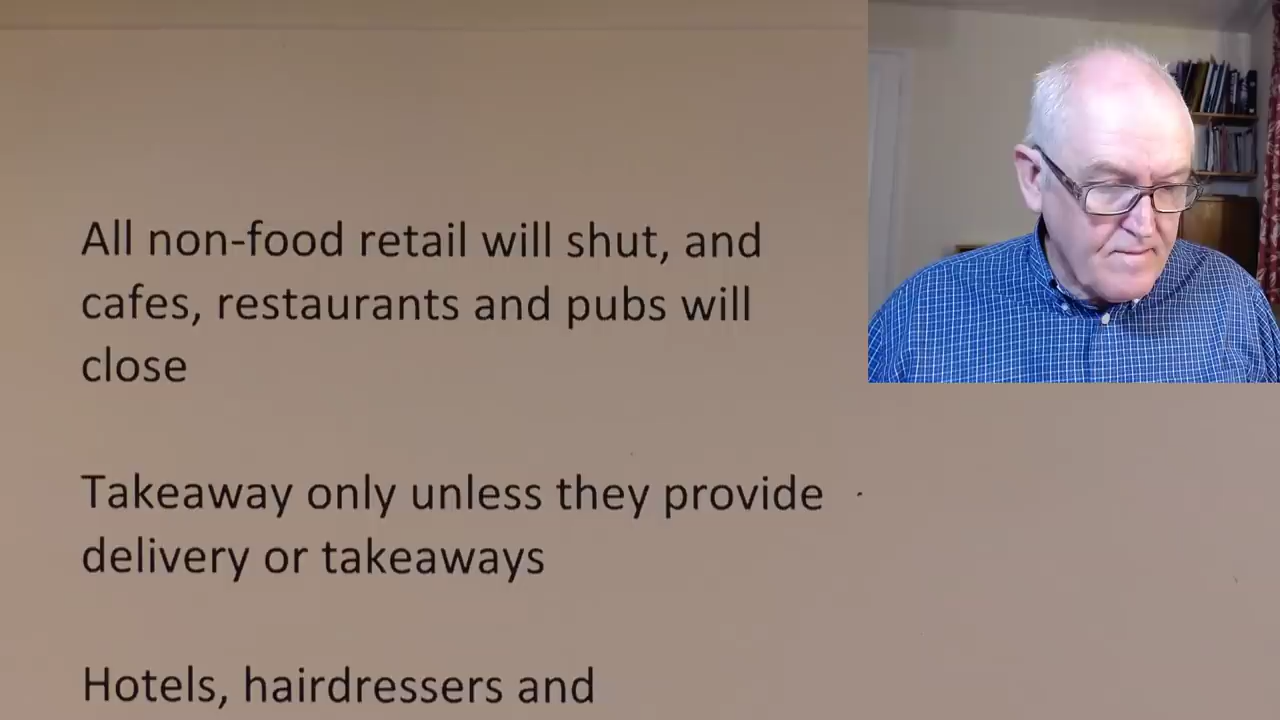 All non-food retail will shut, and
cafes, restaurants and pubs will
close
Takeaway only unless they provide
delivery or takeaways
Hotels, hairdressers and